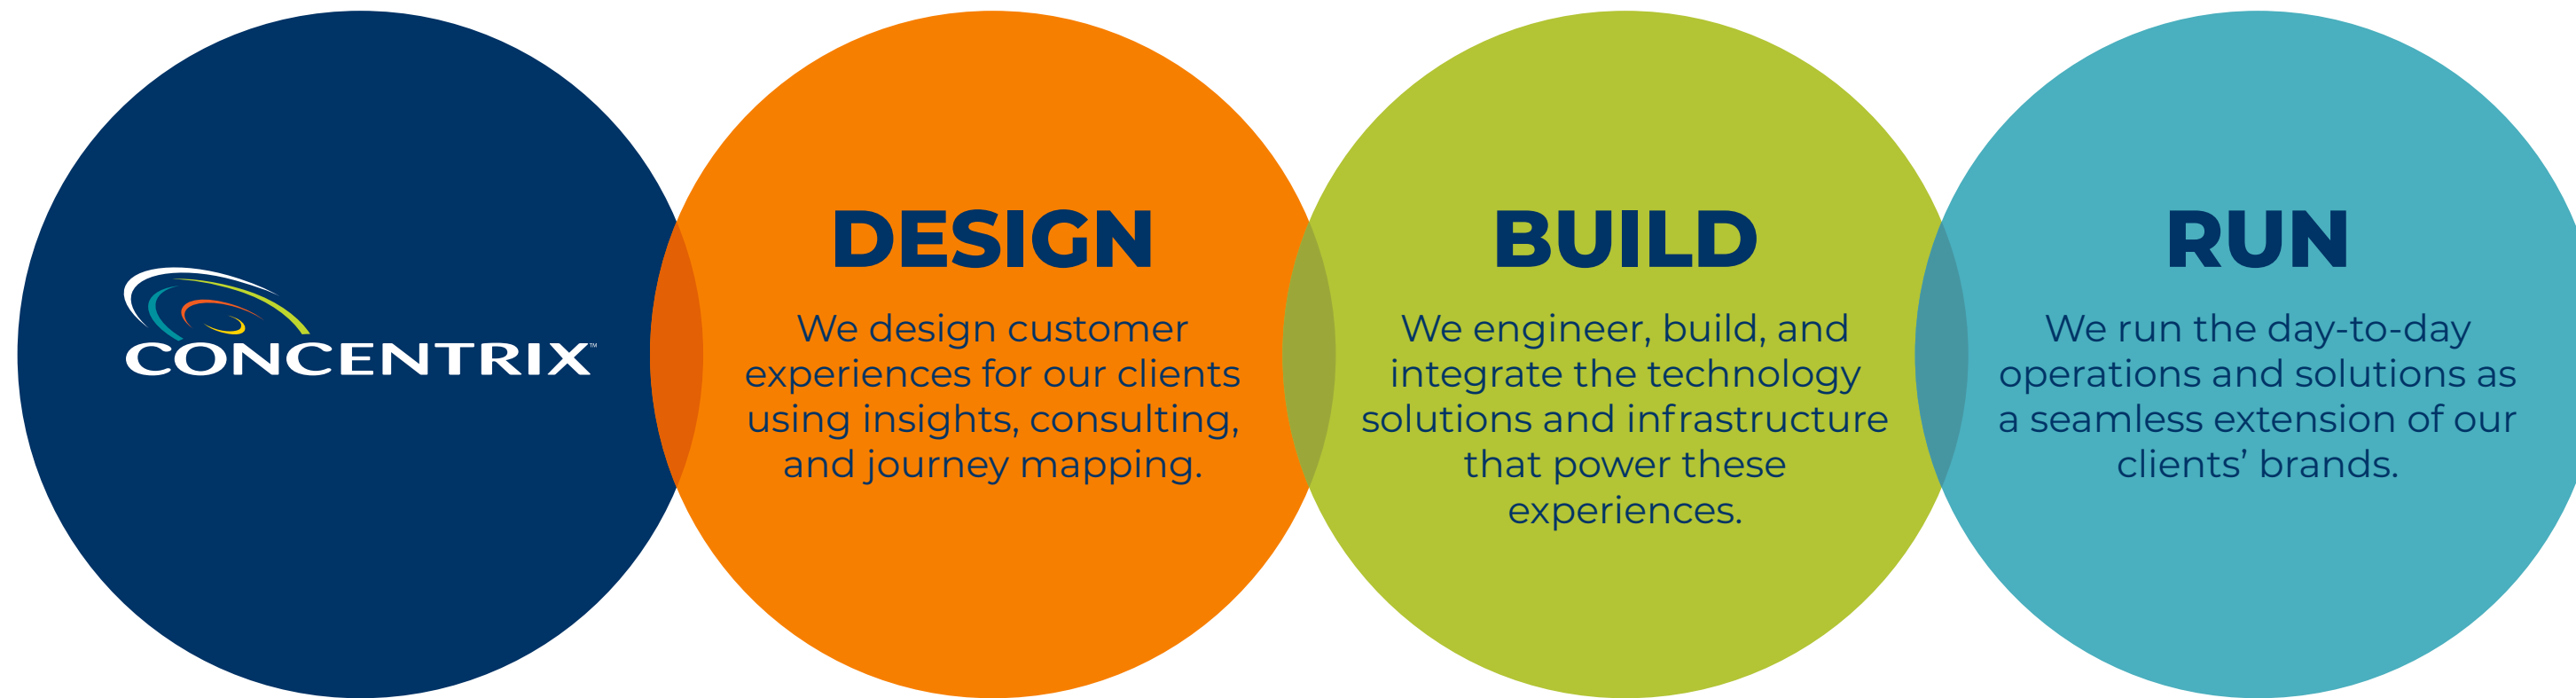 CONCENTRIX™
DESIGN
We design customer
experiences for our clients
using insights, consulting,
and journey mapping.
BUILD
We engineer, build, and
integrate the technology
solutions and infrastructure
that power these
experiences.
RUN
We run the day-to-day
operations and solutions as
a seamless extension of our
clients’ brands.